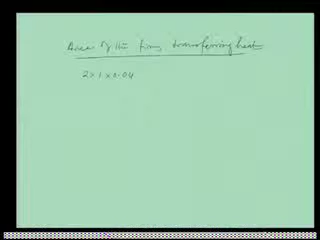 Area of the fins transferring heat
2 x 1 x 0.04